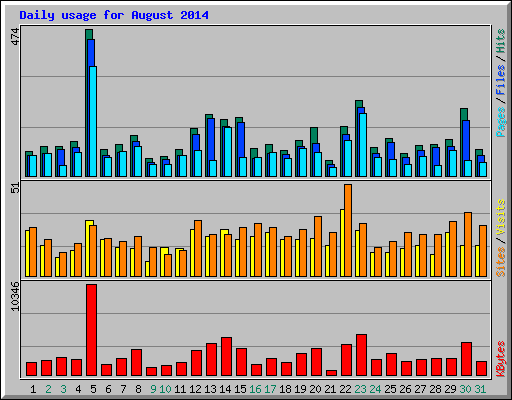 Daily usage for August 2014
474
Pages / Files / Hits
51
Sites / Visits
10346
KBytes
1 2 3 4 5 6 7 8 9 10 11 12 13 14 15 16 17 18 19 20 21 22 23 24 25 26 27 28 29 30 31